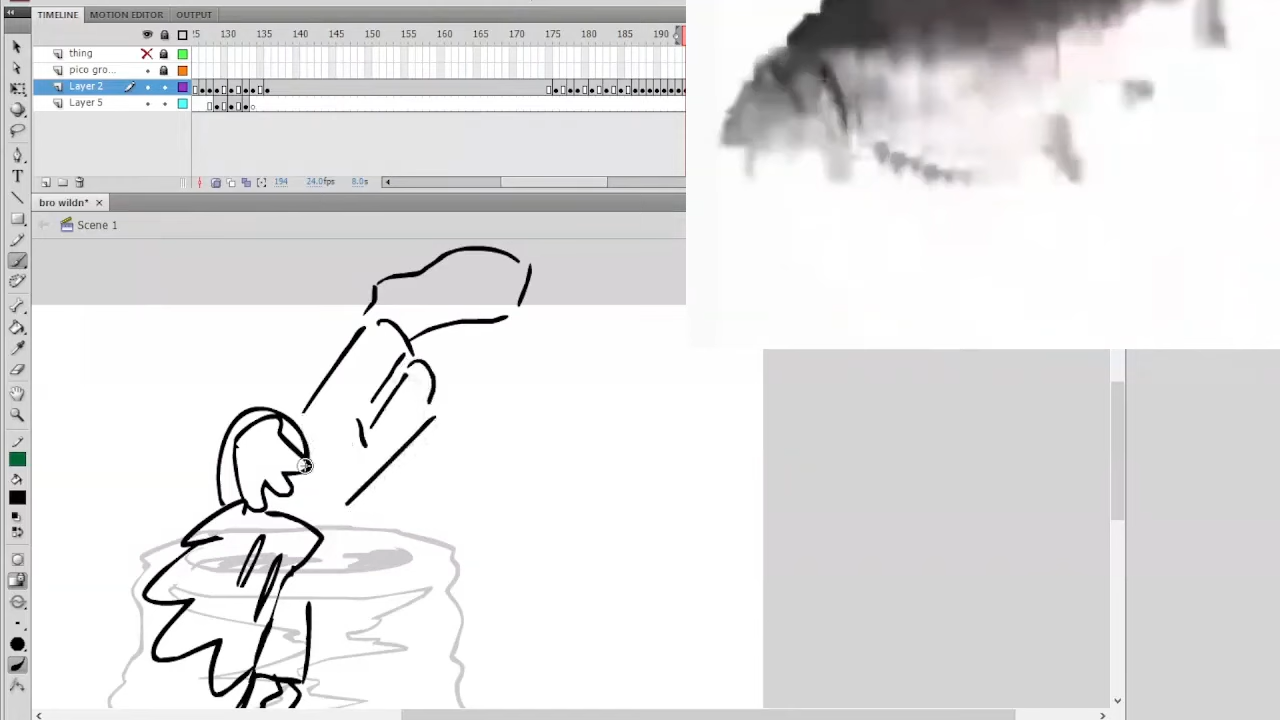 TIMELINE MOTION EDITOR OUTPUT
130 135 140 145 150 155 160 165 170 175 180 185 190
thing
pico gro...
Layer 2
Layer 5
194 24.0fps 8.0s
bro wildn*
Scene 1
T